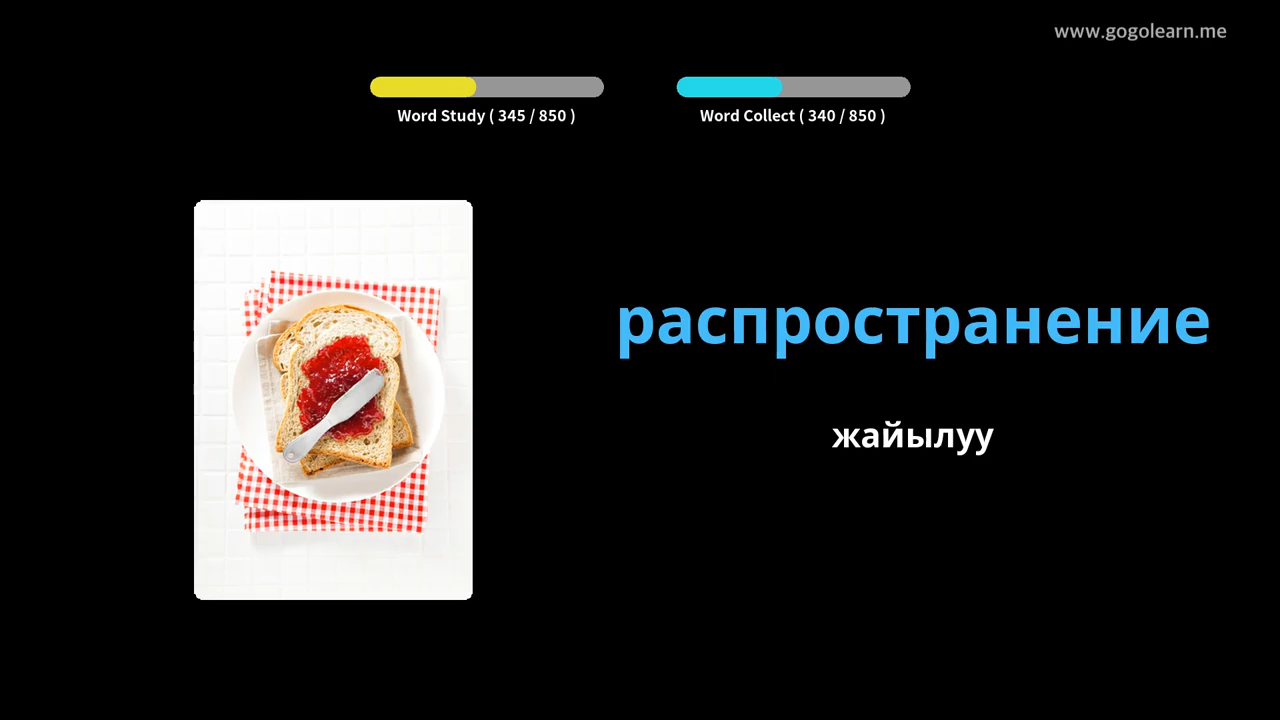 www.gogolearn.me
Word Study ( 345 / 850 )
Word Collect ( 340 / 850 )
распространение
жайылуу